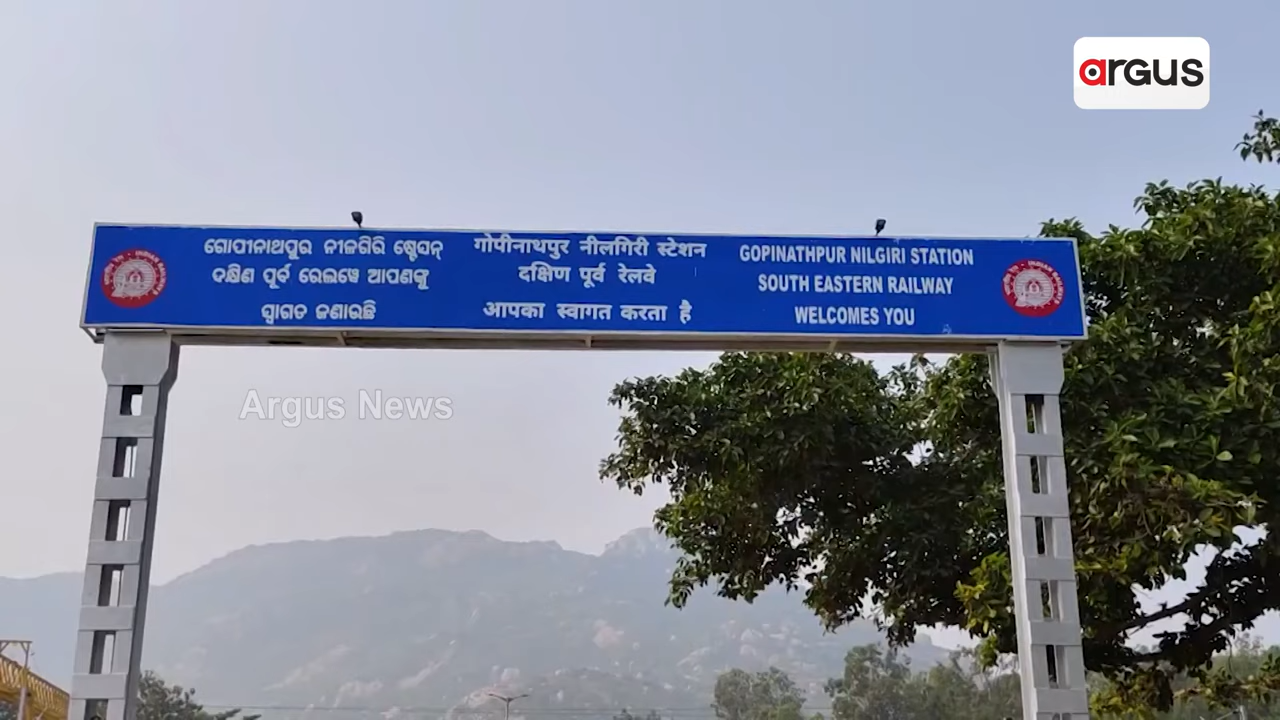 argus
ଗୋପୀନାଥପୁର ନୀଳଗିରି ଷ୍ଟେସନ୍
ଦକ୍ଷିଣ ପୂର୍ବ ରେଲୱେ ଆପଣଙ୍କୁ
ସ୍ୱାଗତ ଜଣାଉଛି
गोपीनाथपुर नीलगिरी स्टेशन
दक्षिण पूर्व रेलवे
आपका स्वागत करता है
GOPINATHPUR NILGIRI STATION
SOUTH EASTERN RAILWAY
WELCOMES YOU
Argus News